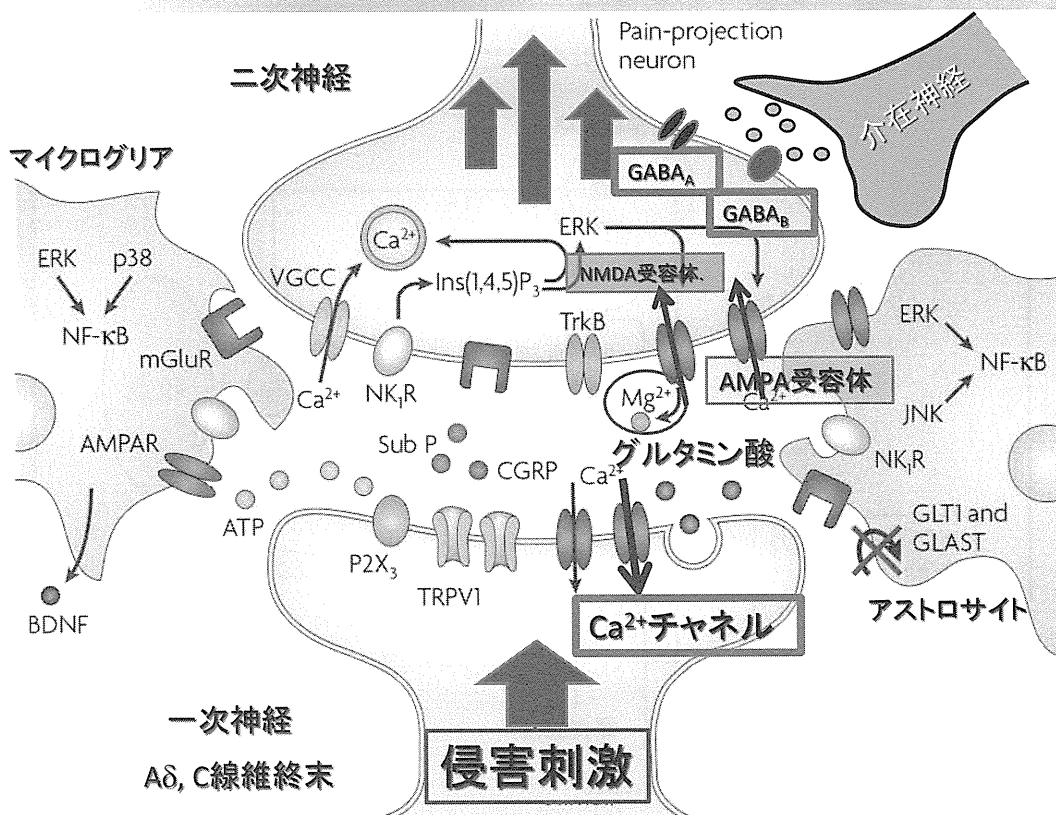 Pain-projection
neuron
二次神経
介在神経
マイクログリア
GABAA
GABAB
ERK
Ca2+
ERK p38
VGCC
Ins(1,4,5)P3
NMDA受容体.
NF-κB
TrkB
ERK
mGluR
NF-κB
AMPA受容体
Ca2+
NK1R
Mg2+
Ca2+
JNK
AMPAR
Sub P
グルタミン酸
NK1R
CGRP
Ca2+
ATP
GLT1 and
GLAST
P2X3
TRPV1
BDNF
アストロサイト
Ca2+チャネル
一次神経
Aδ, C線維終末
侵害刺激